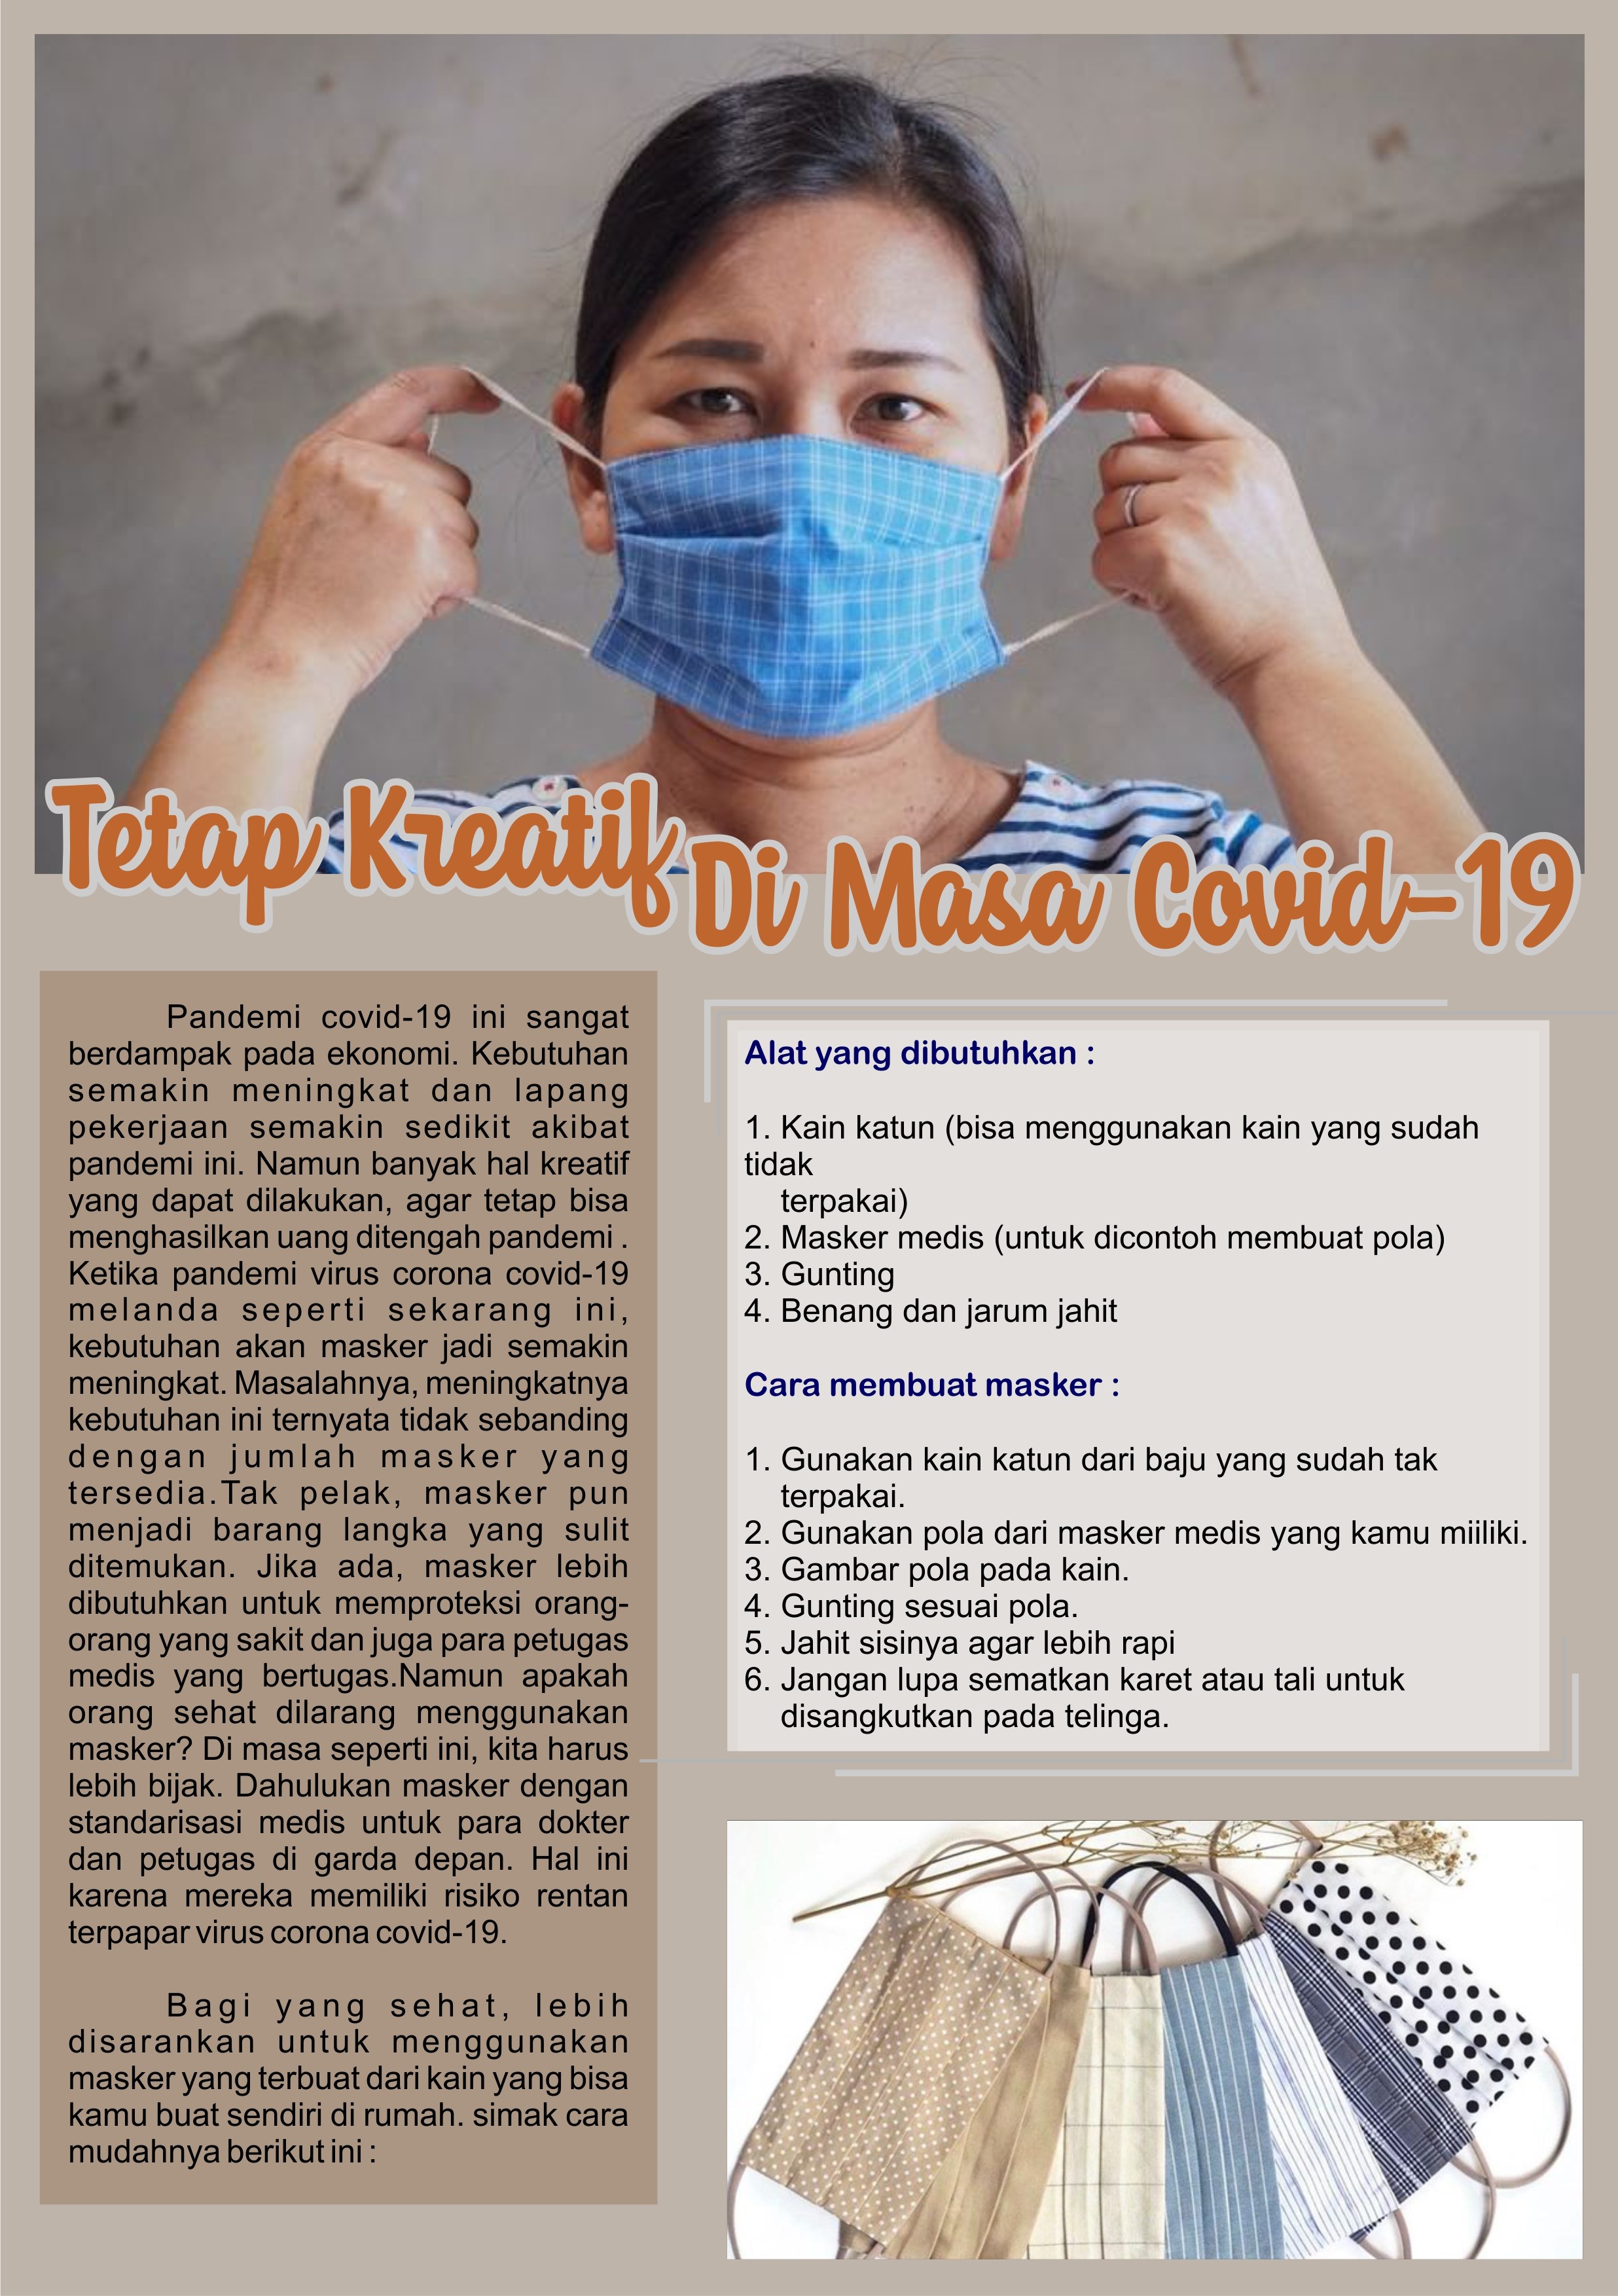 Tetap Kreatif
Di Masa Covid-19
Pandemi covid-19 ini sangat
berdampak pada ekonomi. Kebutuhan
semakin meningkat dan lapang
pekerjaan semakin sedikit akibat
pandemi ini. Namun banyak hal kreatif
yang dapat dilakukan, agar tetap bisa
menghasilkan uang ditengah pandemi .
Ketika pandemi virus corona covid-19
melanda seperti sekarang ini,
kebutuhan akan masker jadi semakin
meningkat. Masalahnya, meningkatnya
kebutuhan ini ternyata tidak sebanding
dengan jumlah masker yang
tersedia.Tak pelak, masker pun
menjadi barang langka yang sulit
ditemukan. Jika ada, masker lebih
dibutuhkan untuk memproteksi orang-
orang yang sakit dan juga para petugas
medis yang bertugas.Namun apakah
orang sehat dilarang menggunakan
masker? Di masa seperti ini, kita harus
lebih bijak. Dahulukan masker dengan
standarisasi medis untuk para dokter
dan petugas di garda depan. Hal ini
karena mereka memiliki risiko rentan
terpapar virus corona covid-19.
Bagi yang sehat, lebih
disarankan untuk menggunakan
masker yang terbuat dari kain yang bisa
kamu buat sendiri di rumah. simak cara
mudahnya berikut ini :
Alat yang dibutuhkan :
1. Kain katun (bisa menggunakan kain yang sudah
tidak
terpakai)
2. Masker medis (untuk dicontoh membuat pola)
3. Gunting
4. Benang dan jarum jahit
Cara membuat masker :
1. Gunakan kain katun dari baju yang sudah tak
terpakai.
2. Gunakan pola dari masker medis yang kamu miiliki.
3. Gambar pola pada kain.
4. Gunting sesuai pola.
5. Jahit sisinya agar lebih rapi
6. Jangan lupa sematkan karet atau tali untuk
disangkutkan pada telinga.